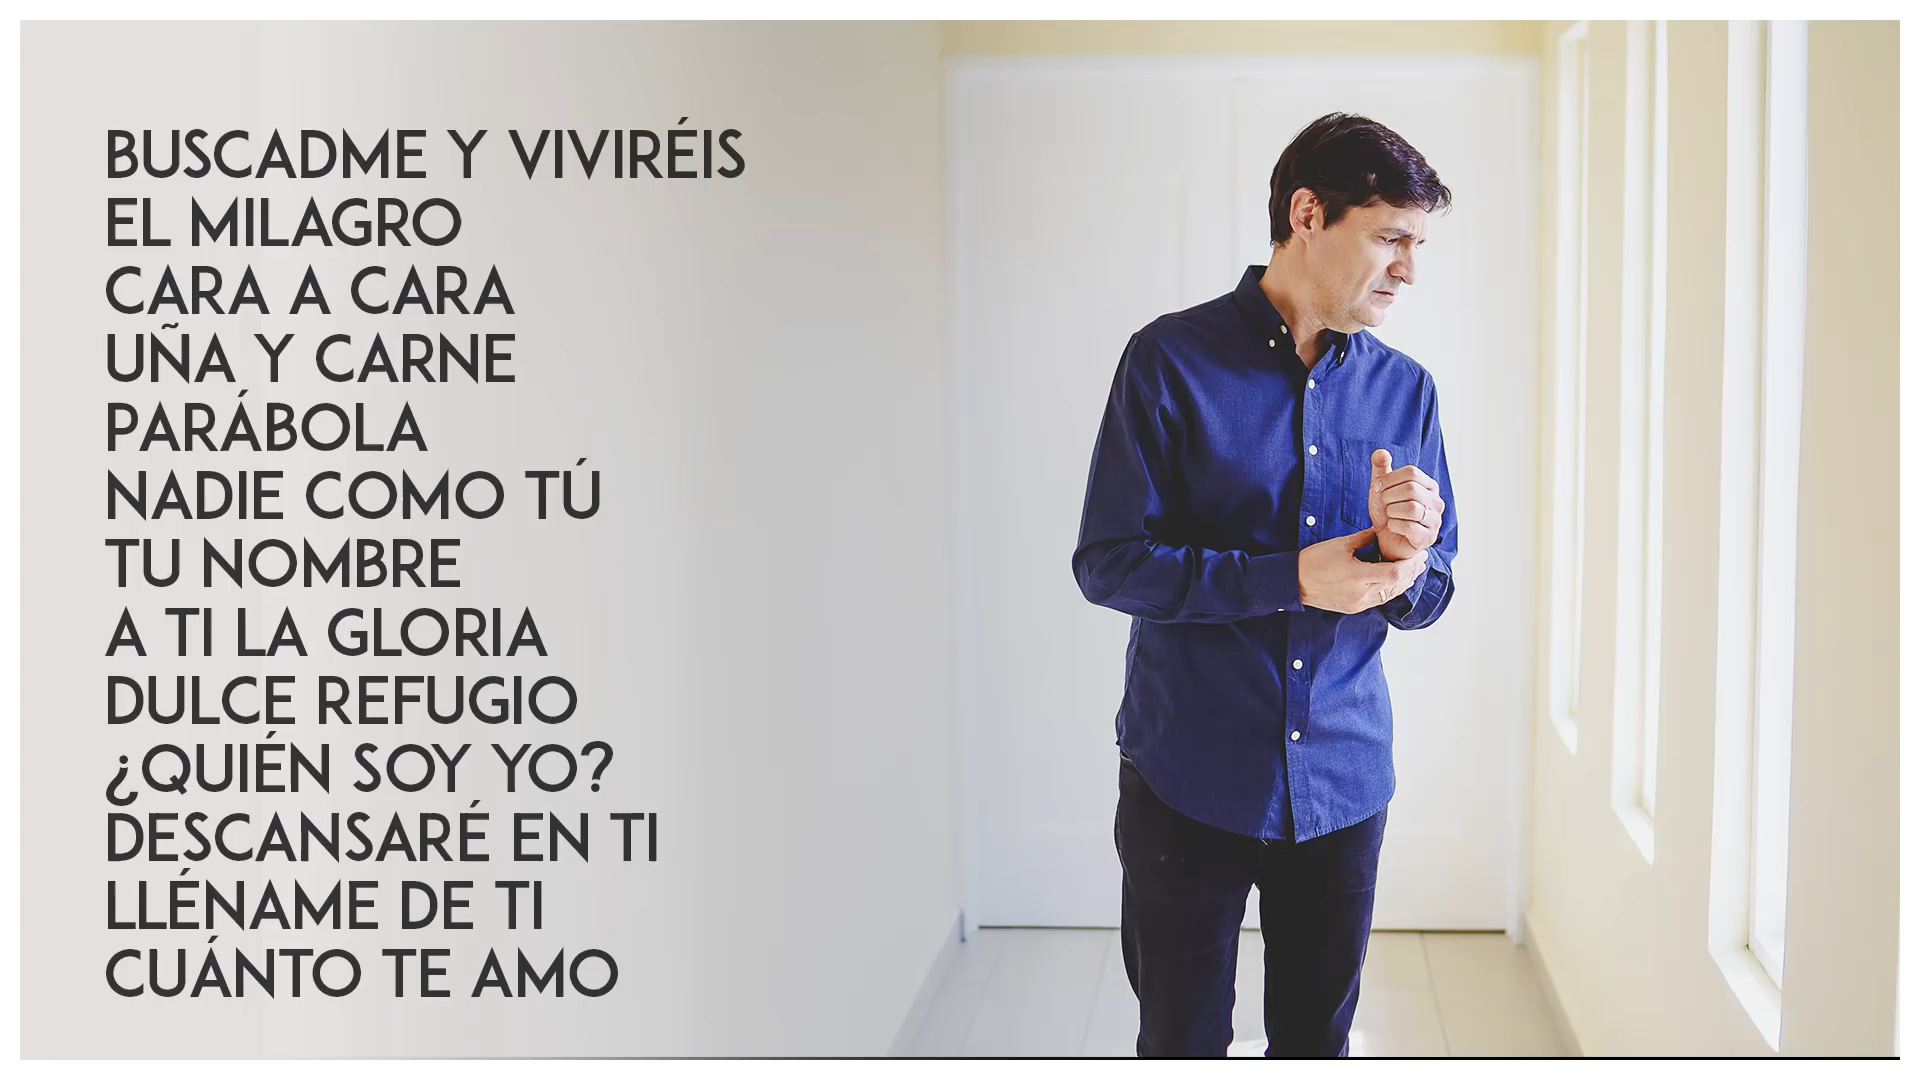 BUSCADME Y VIVIRÉIS
EL MILAGRO
CARA A CARA
UÑA Y CARNE
PARÁBOLA
NADIE COMO TÚ
TU NOMBRE
A TI LA GLORIA
DULCE REFUGIO
¿QUIÉN SOY YO?
DESCANSARÉ EN TI
LLÉNAME DE TI
CUÁNTO TE AMO